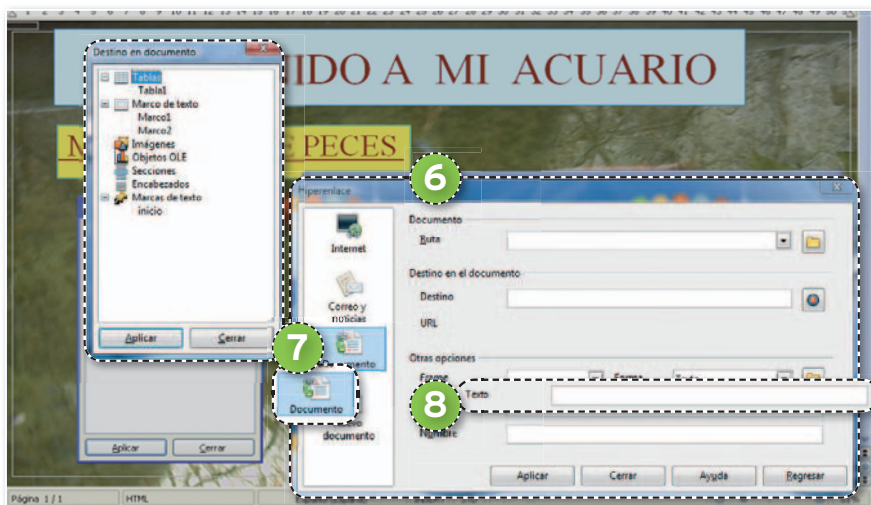 IDO A MI ACUARIO
E PECES
Destino en documento
Tablas
Tabla1
Marco de texto
Marco1
Marco2
Imágenes
Objetos OLE
Secciones
Encabezados
Marcas de texto
inicio
Aplicar Cerrar
Aplicar Cerrar
6
Hiperenlace
Internet
Correo y
noticias
Documento
7
Documento
documento
Documento
Ruta
Destino en el documento
Destino
URL
Otras opciones
Frame
8
Texto
Nombre
Aplicar Cerrar Ayuda Regresar
Página 1 / 1 HTML